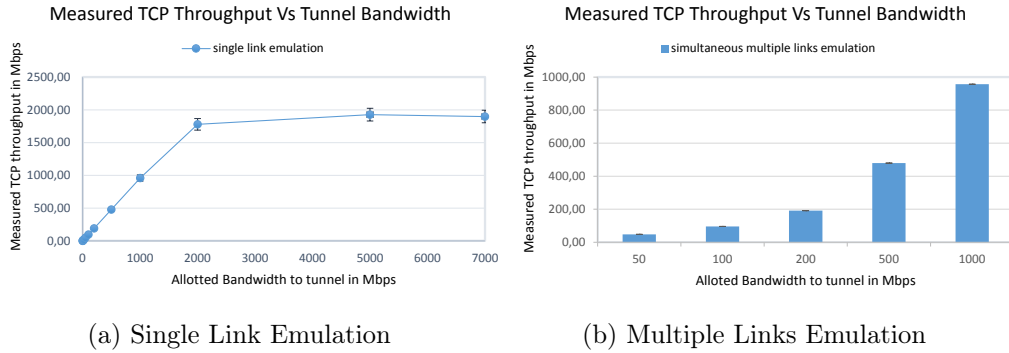 Measured TCP Throughput Vs Tunnel Bandwidth
single link emulation
Measured TCP throughput in Mbps
2500,00
2000,00
1500,00
1000,00
500,00
0,00
0 1000 2000 3000 4000 5000 6000 7000
Allotted Bandwidth to tunnel in Mbps
(a) Single Link Emulation
Measured TCP Throughput Vs Tunnel Bandwidth
simultaneous multiple links emulation
Measured TCP throughput in Mbps
1000,00
800,00
600,00
400,00
200,00
0,00
50 100 200 500 1000
Allotted Bandwidth to tunnel in Mbps
(b) Multiple Links Emulation